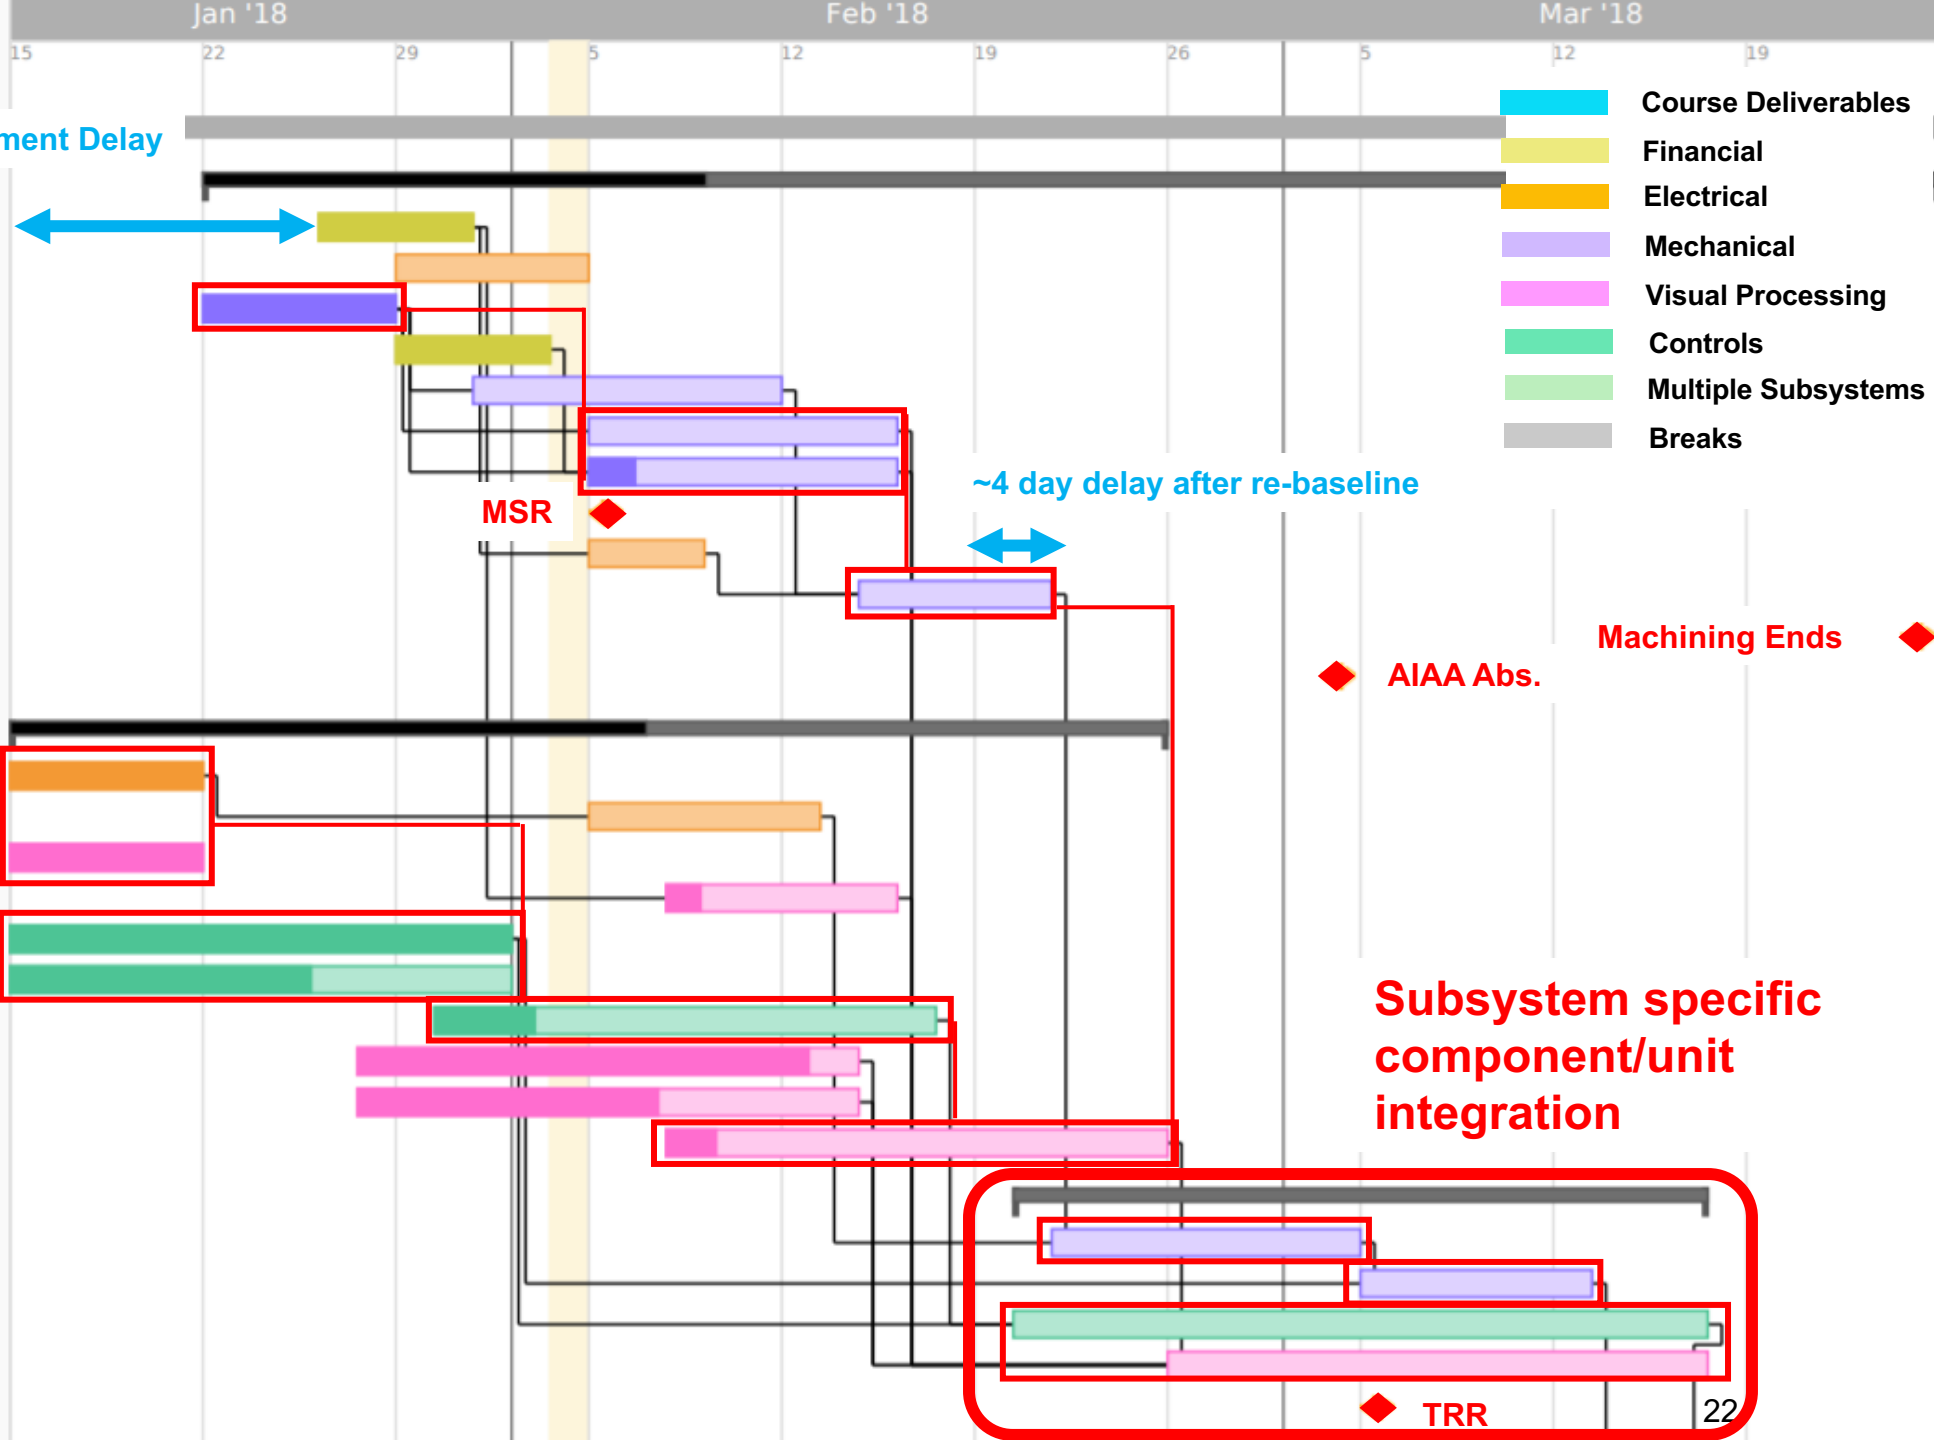 Jan '18 Feb '18 Mar '18
15 22 29 5 12 19 26 5 12 19
Course Deliverables
ment Delay
Financial
Electrical
Mechanical
Visual Processing
Controls
Multiple Subsystems
Breaks
~4 day delay after re-baseline
MSR
Machining Ends
AIAA Abs.
Subsystem specific
component/unit
integration
TRR
22